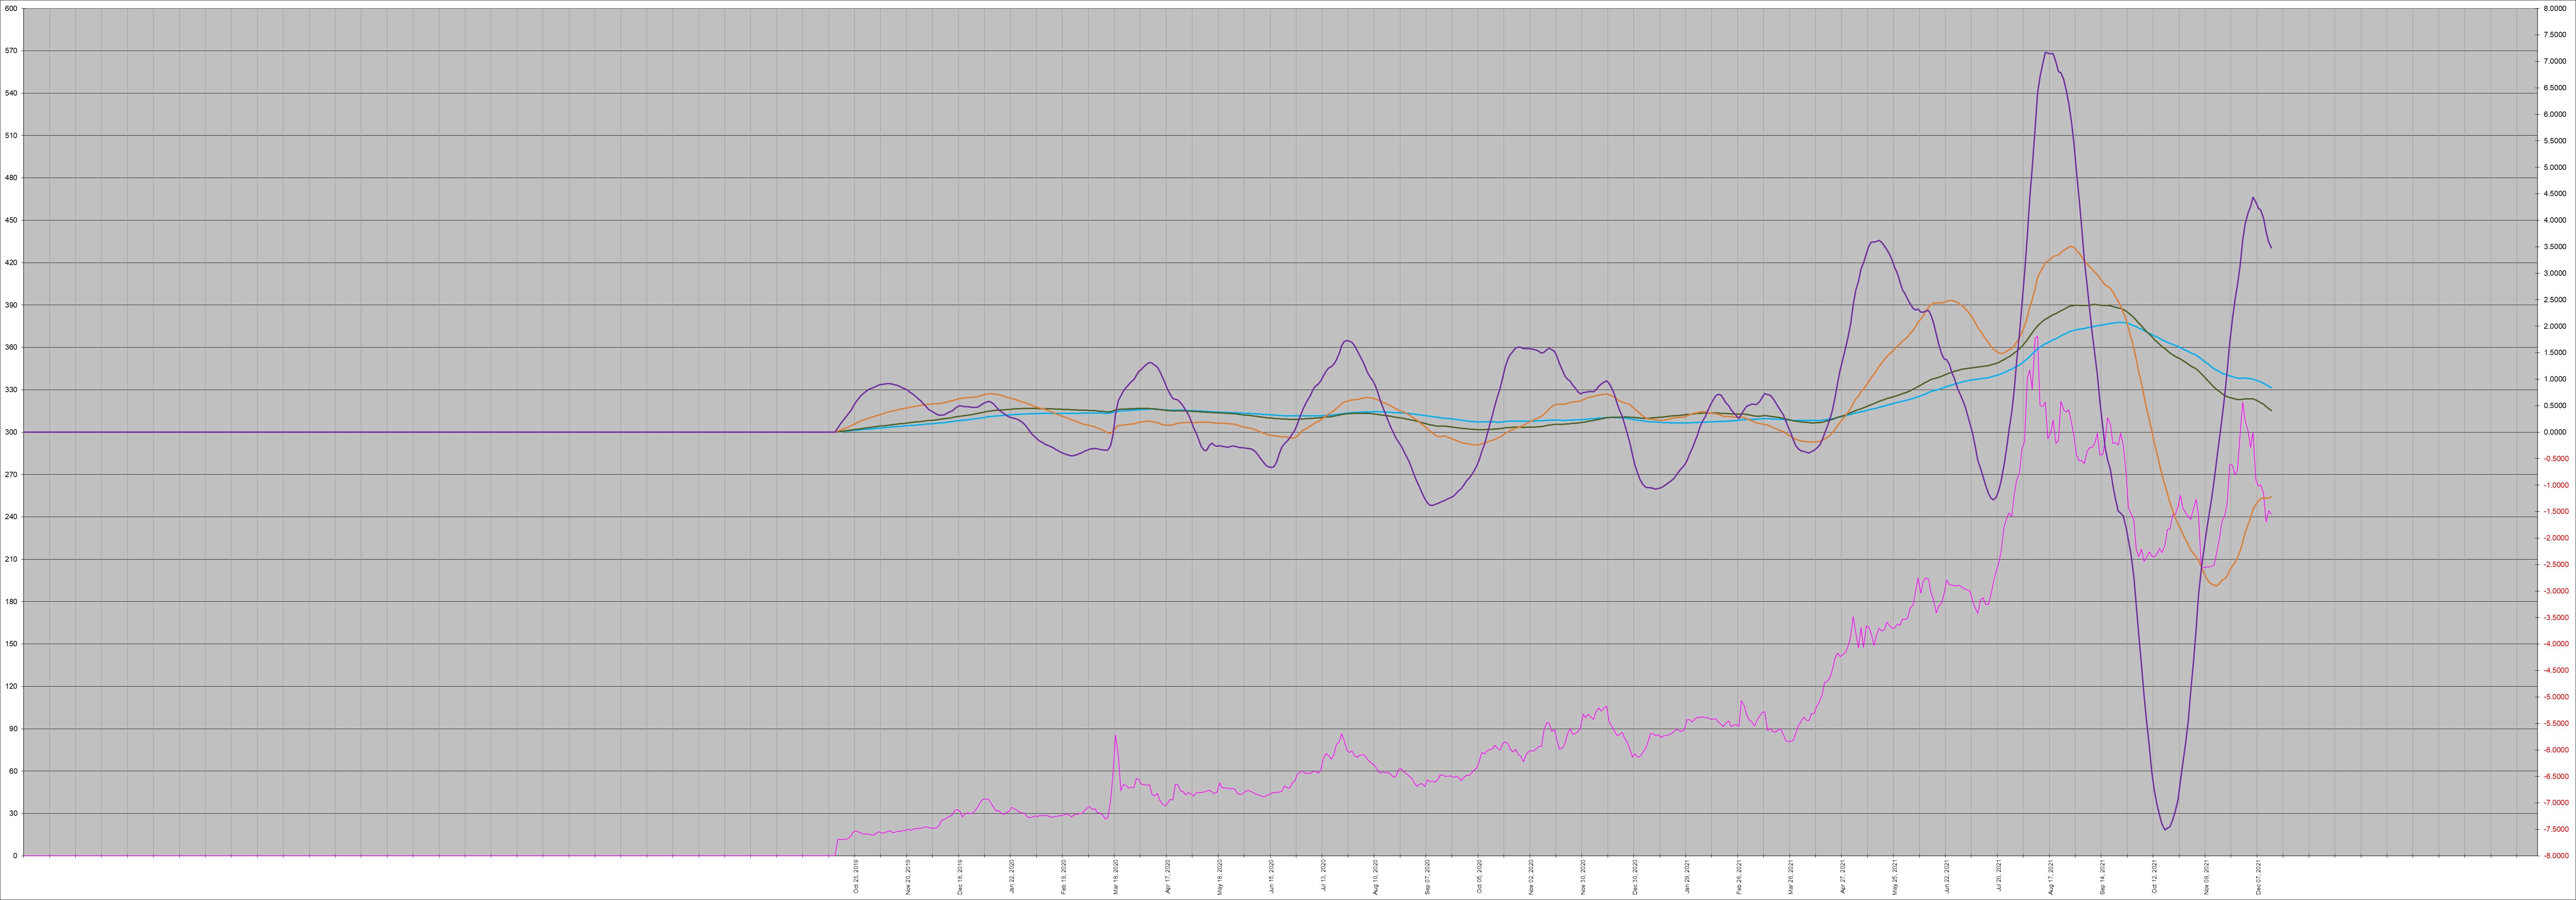 600
570
540
510
480
450
420
390
360
330
300
270
240
210
180
150
120
90
60
30
0
8.0000
7.5000
7.0000
6.5000
6.0000
5.5000
5.0000
4.5000
4.0000
3.5000
3.0000
2.5000
2.0000
1.5000
1.0000
0.5000
0.0000
-0.5000
-1.0000
-1.5000
-2.0000
-2.5000
-3.0000
-3.5000
-4.0000
-4.5000
-5.0000
-5.5000
-6.0000
-6.5000
-7.0000
-7.5000
-8.0000
Oct 23, 2019
Nov 20, 2019
Dec 18, 2019
Jan 22, 2020
Feb 19, 2020
Mar 18, 2020
Apr 17, 2020
May 18, 2020
Jun 15, 2020
Jul 13, 2020
Aug 10, 2020
Sep 07, 2020
Oct 05, 2020
Nov 02, 2020
Nov 30, 2020
Dec 30, 2020
Jan 29, 2021
Feb 26, 2021
Mar 26, 2021
Apr 27, 2021
May 25, 2021
Jun 22, 2021
Jul 20, 2021
Aug 17, 2021
Sep 14, 2021
Oct 12, 2021
Nov 09, 2021
Dec 07, 2021